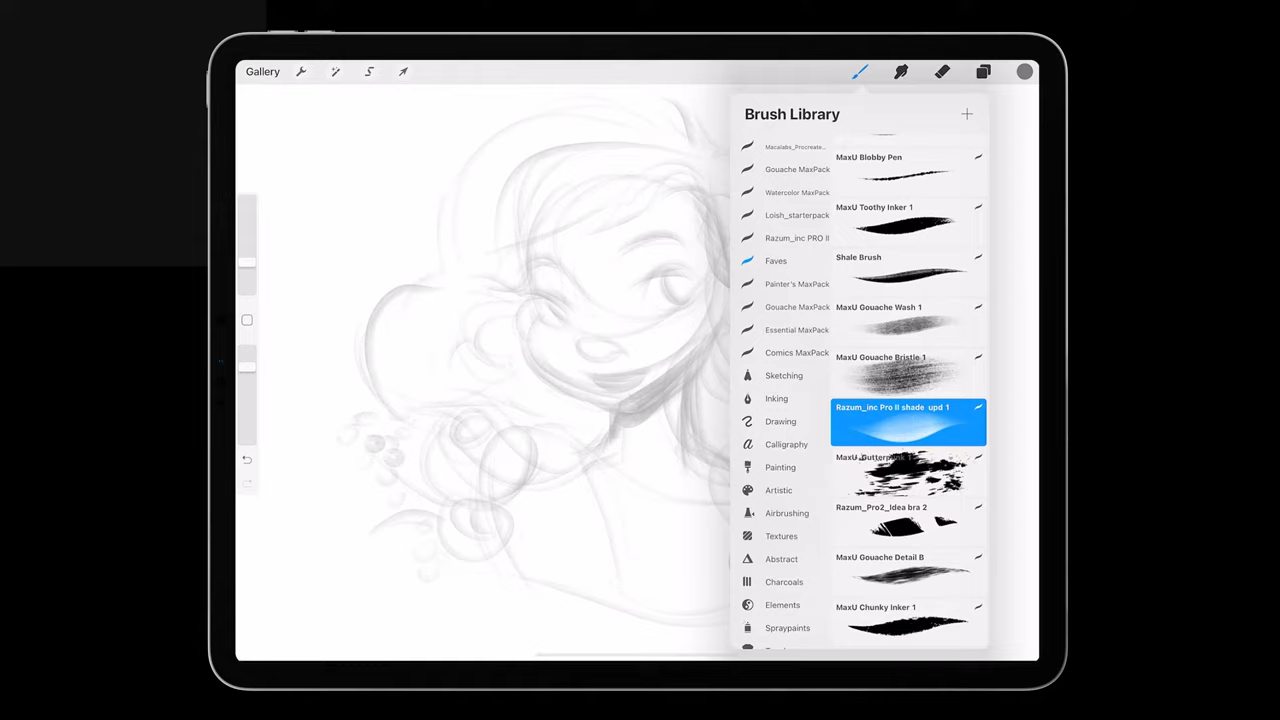 Gallery
Brush Library
Macalabs_Procreate...
Gouache MaxPack
Watercolor MaxPack
Loish_starterpack
Razum_inc PRO II
Faves
Painter's MaxPack
Gouache MaxPack
Essential MaxPack
Comics MaxPack
Sketching
Inking
Drawing
Calligraphy
Painting
Artistic
Airbrushing
Textures
Abstract
Charcoals
Elements
Spraypaints
MaxU Blobby Pen
MaxU Toothy Inker 1
Shale Brush
MaxU Gouache Wash 1
MaxU Gouache Bristle 1
Razum_inc Pro II shade upd 1
MaxU Gutterpunk 1
Razum_Pro2_Idea bra 2
MaxU Gouache Detail B
MaxU Chunky Inker 1